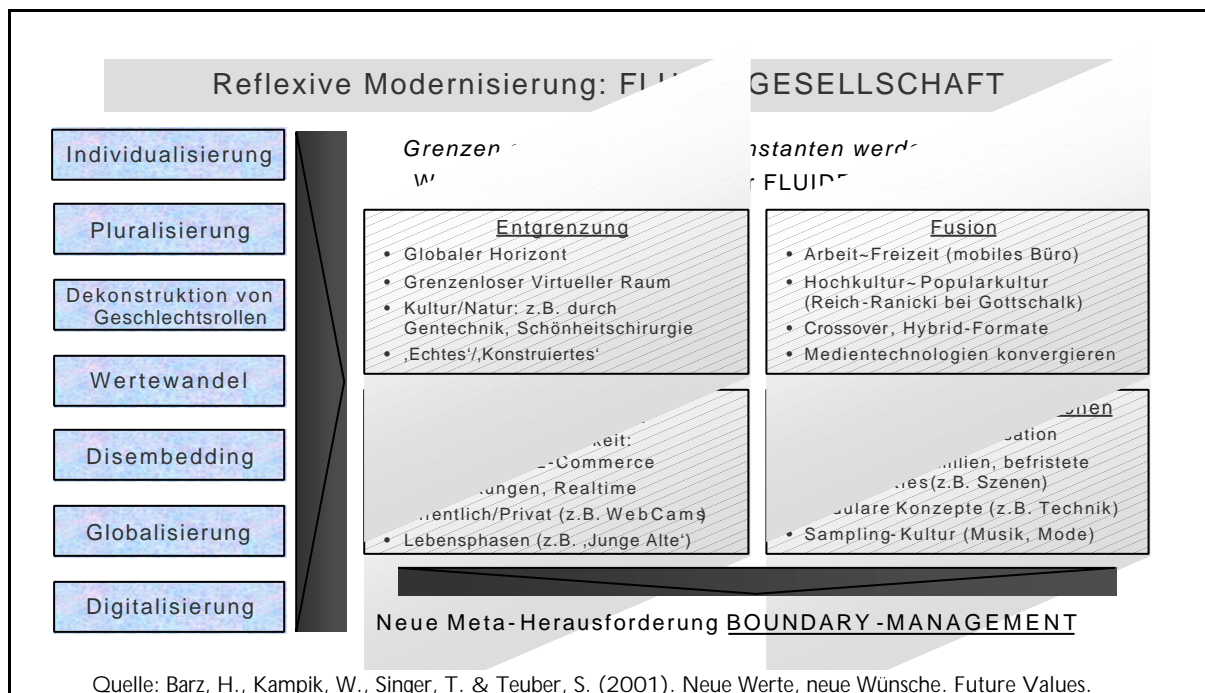 Reflexive Modernisierung: GESELLSCHAFT
Individualisierung
Pluralisierung
Dekonstruktion von
Geschlechtsrollen
Wertewandel
Disembedding
Globalisierung
Digitalisierung
Grenzen
FLUIDE
Entgrenzung
• Globaler Horizont
• Grenzenloser Virtueller Raum
• Kultur/Natur: z.B. durch
Gentechnik, Schönheitschirurgie
• ‚Echtes‘/‚Konstruiertes‘
Fusion
• Arbeit~Freizeit (mobiles Büro)
• Hochkultur~Popularkultur
(Reich-Ranicki bei Gottschalk)
• Crossover, Hybrid-Formate
• Medientechnologien konvergieren
E-Commerce
Realtime
(z.B. WebCams)
• Lebensphasen (z.B. ‚Junge Alte‘)
befristete
(z.B. Szenen)
Konzepte (z.B. Technik)
• Sampling-Kultur (Musik, Mode)
Neue Meta-Herausforderung BOUNDARY-MANAGEMENT
Quelle: Barz, H., Kampik, W., Singer, T. & Teuber, S. (2001). Neue Werte, neue Wünsche. Future Values.